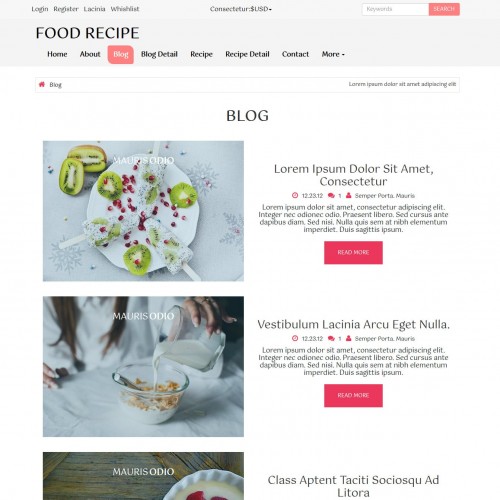 Login Register Lacinia Whishlist Consectetur:$USD Keywords SEARCH
FOOD RECIPE
Home About Blog Blog Detail Recipe Recipe Detail Contact More
Blog Lorem ipsum dolor sit amet adipiscing elit
BLOG
MAURIS ODIO
Lorem Ipsum Dolor Sit Amet,
Consectetur
12.23.12 1 Semper Porta, Mauris
Lorem ipsum dolor sit amet, consectetur adipiscing elit.
Integer nec odionec odio. Praesent libero. Sed cursus ante
dapibus diam. Sed nisi. Nulla quis sem at nibh elementum
imperdiet. Duis sagittis ipsum.
READ MORE
MAURIS ODIO
Vestibulum Lacinia Arcu Eget Nulla.
12.23.12 1 Semper Porta, Mauris
Lorem ipsum dolor sit amet, consectetur adipiscing elit.
Integer nec odionec odio. Praesent libero. Sed cursus ante
dapibus diam. Sed nisi. Nulla quis sem at nibh elementum
imperdiet. Duis sagittis ipsum.
READ MORE
MAURIS ODIO
Class Aptent Taciti Sociosqu Ad
Litora